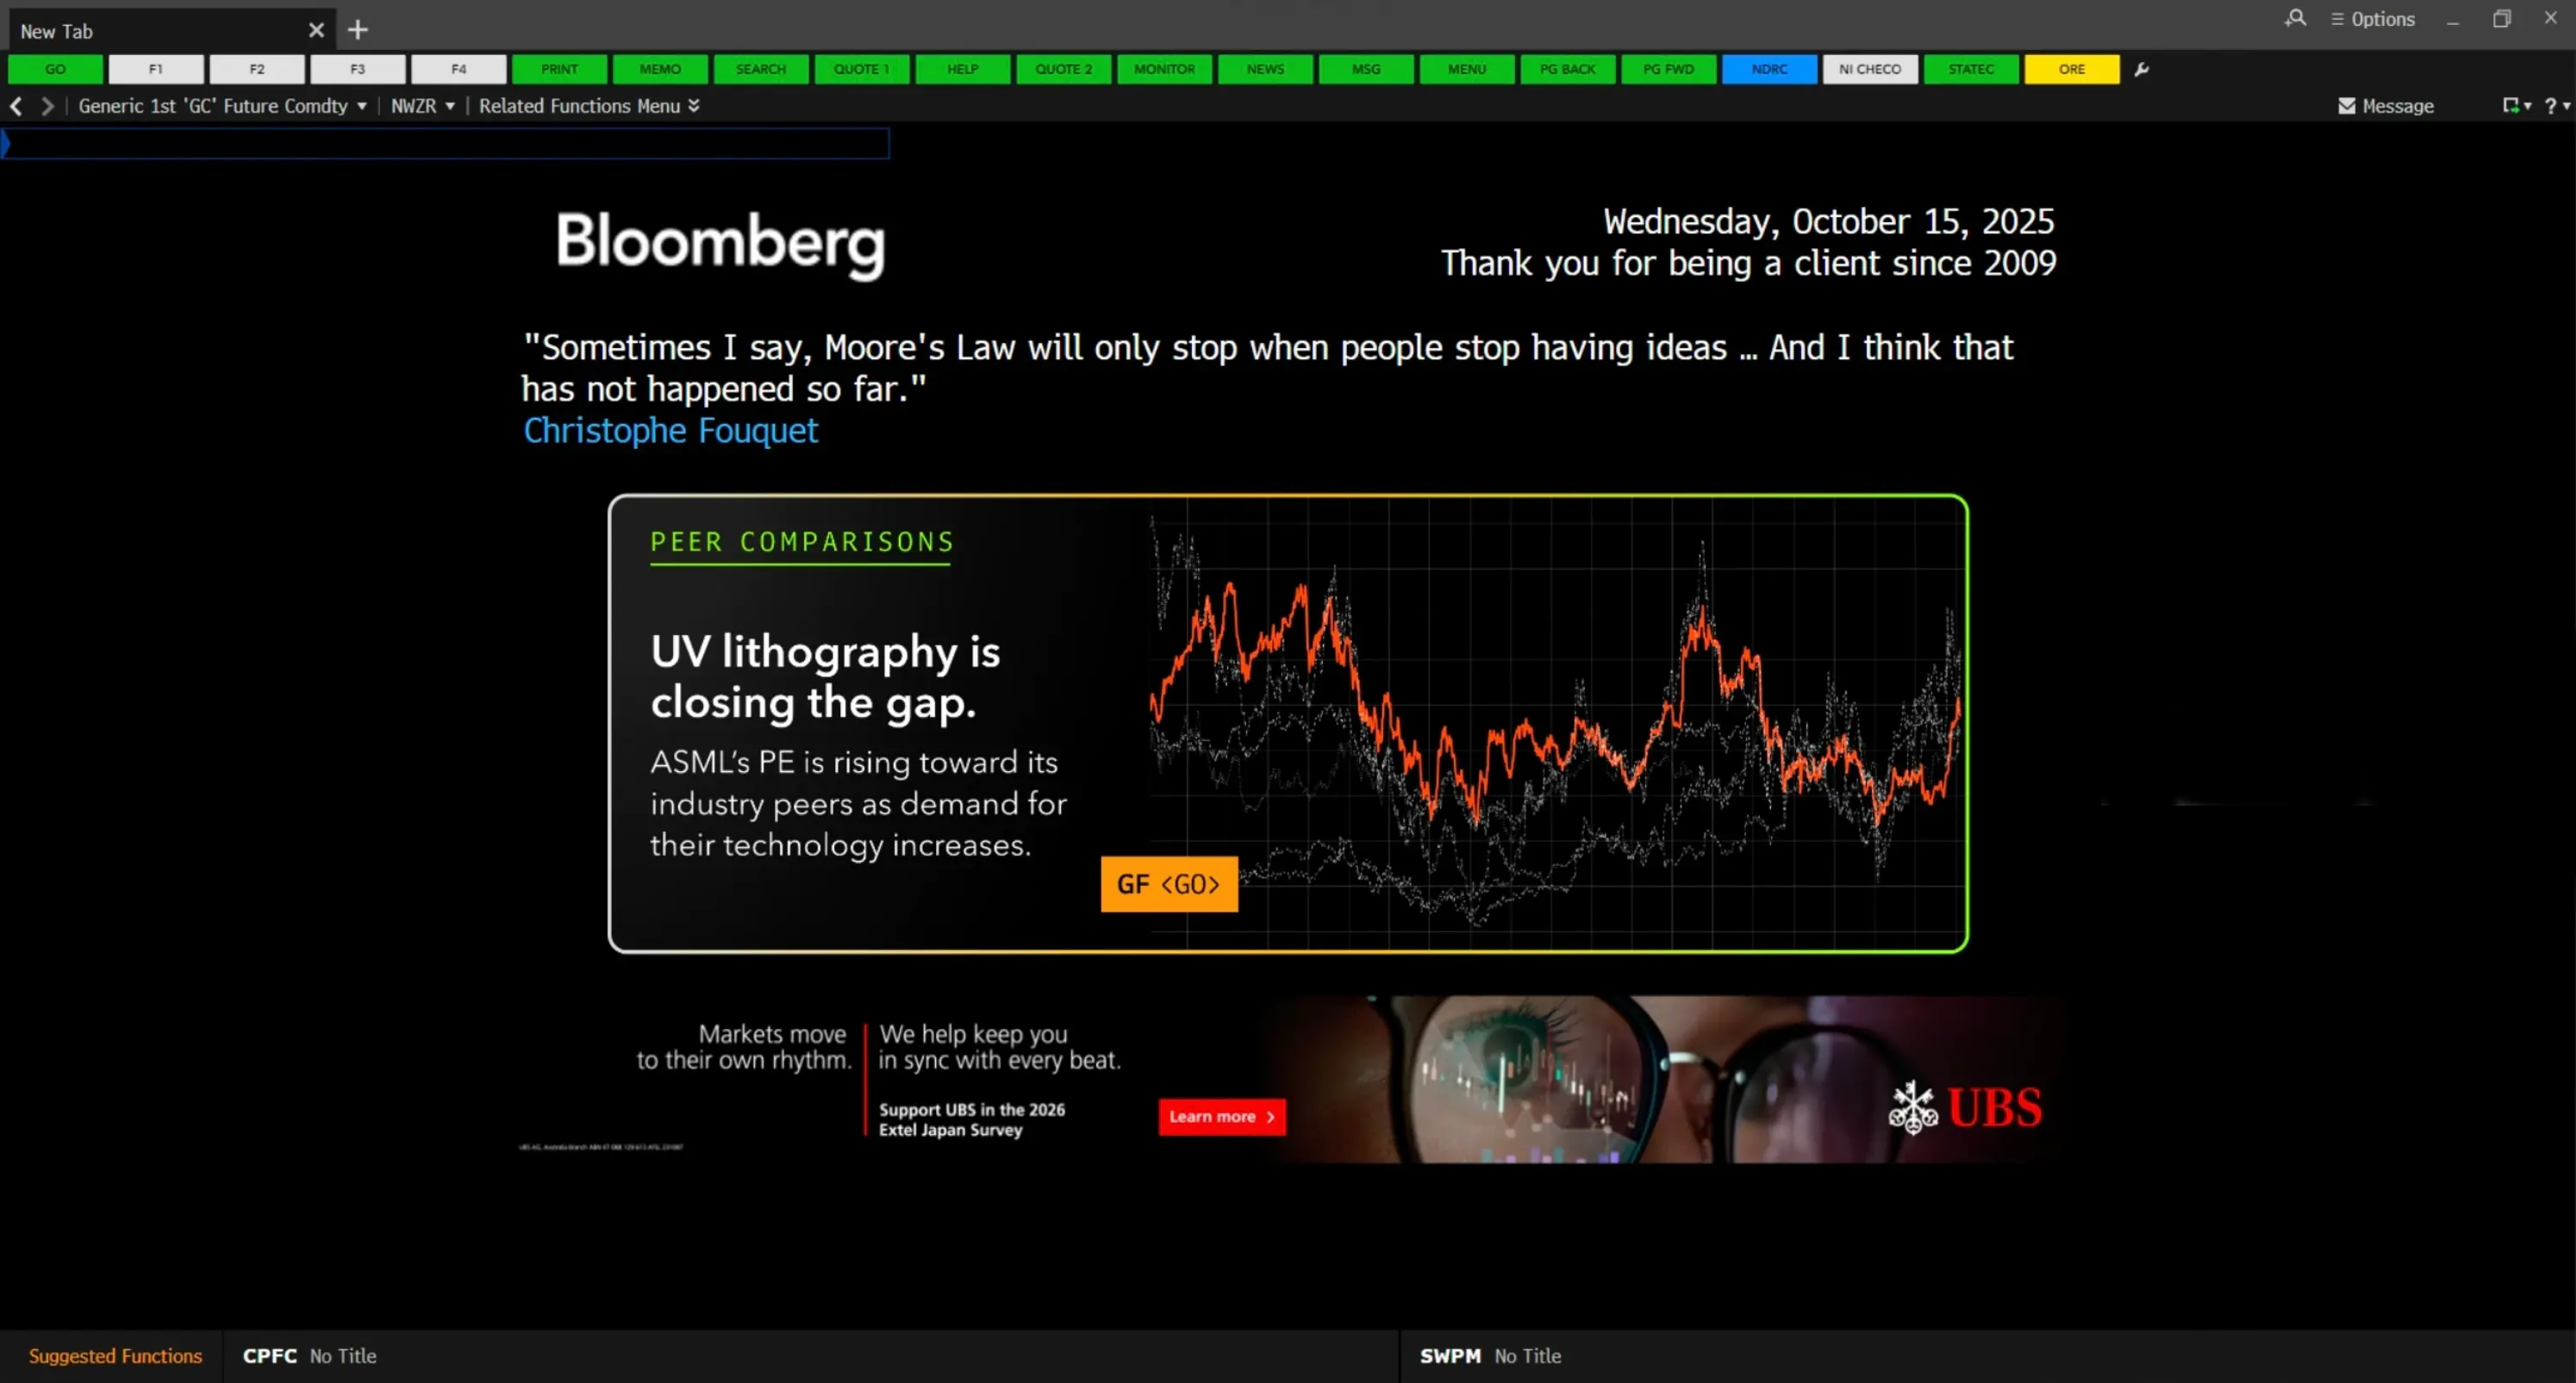 New Tab
Options
GO F1 F2 F3 F4 PRINT MEMO SEARCH QUOTE 1 HELP QUOTE 2 MONITOR NEWS MSG MENU PG BACK PG FWD NDRC NI CHECO STATEC ORE
Generic 1st 'GC' Future Comdty NWZR Related Functions Menu Message ?
Bloomberg
Wednesday, October 15, 2025
Thank you for being a client since 2009
"Sometimes I say, Moore's Law will only stop when people stop having ideas … And I think that
has not happened so far."
Christophe Fouquet
PEER COMPARISONS
UV lithography is
closing the gap.
ASML’s PE is rising toward its
industry peers as demand for
their technology increases.
GF <GO>
Markets move
to their own rhythm.
We help keep you
in sync with every beat.
Support UBS in the 2026
Extel Japan Survey
Learn more >
UBS
Suggested Functions CPFC No Title SWPM No Title